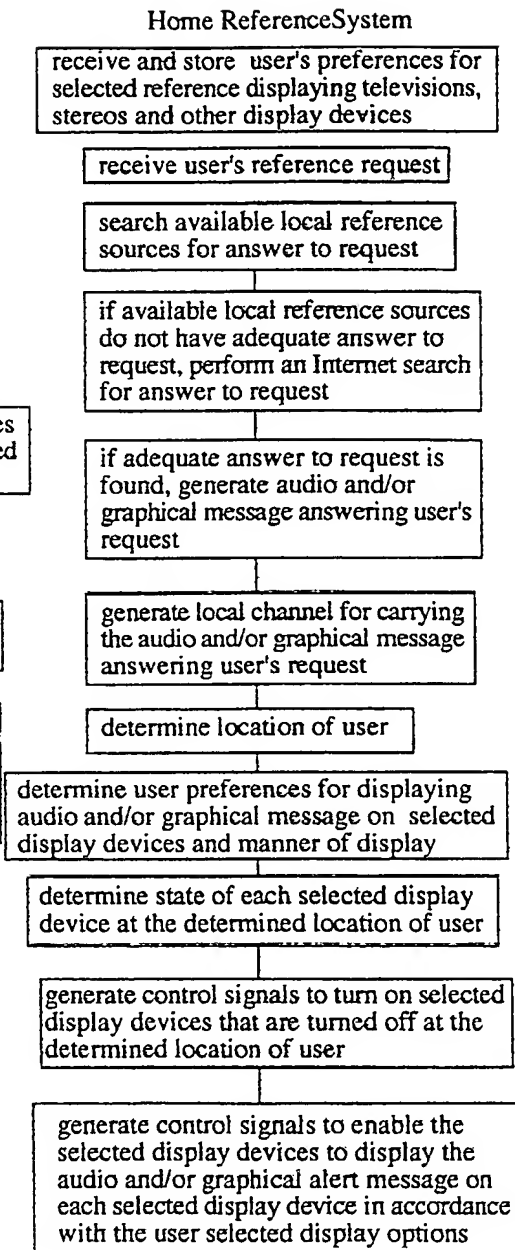 Home ReferenceSystem
receive and store user's preferences for
selected reference displaying televisions,
stereos and other display devices
receive user's reference request
search available local reference
sources for answer to request
if available local reference sources
do not have adequate answer to
request, perform an Internet search
for answer to request
es
ed
if adequate answer to request is
found, generate audio and/or
graphical message answering user's
request
generate local channel for carrying
the audio and/or graphical message
answering user's request
determine location of user
determine user preferences for displaying
audio and/or graphical message on selected
display devices and manner of display
determine state of each selected display
device at the determined location of user
generate control signals to turn on selected
display devices that are turned off at the
determined location of user
generate control signals to enable the
selected display devices to display the
audio and/or graphical alert message on
each selected display device in accordance
with the user selected display options